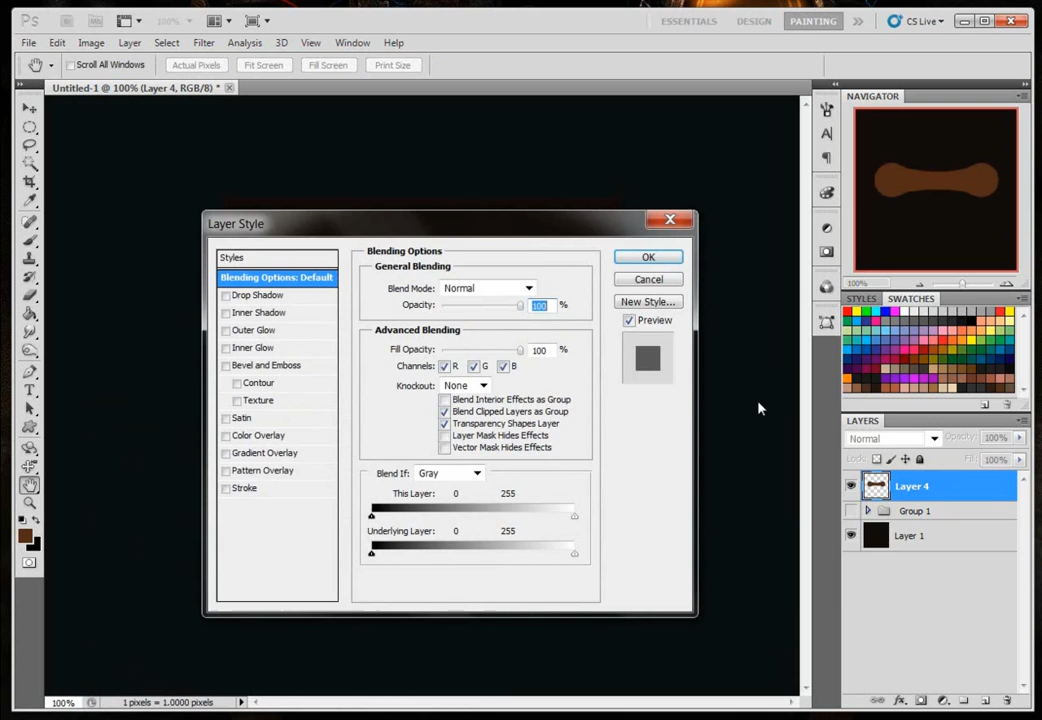 Ps 100% ESSENTIALS DESIGN PAINTING CS Live
File Edit Image Layer Select Filter Analysis 3D View Window Help
Scroll All Windows Actual Pixels Fit Screen Fill Screen Print Size
Untitled-1 @ 100% (Layer 4, RGB/8) *
NAVIGATOR
100%
STYLES SWATCHES
Layer Style
Styles
Blending Options: Default
Drop Shadow
Inner Shadow
Outer Glow
Inner Glow
Bevel and Emboss
Contour
Texture
Satin
Color Overlay
Gradient Overlay
Pattern Overlay
Stroke
Blending Options
General Blending
Blend Mode: Normal
Opacity: 100 %
Advanced Blending
Fill Opacity: 100 %
Channels: R G B
Knockout: None
Blend Interior Effects as Group
Blend Clipped Layers as Group
Transparency Shapes Layer
Layer Mask Hides Effects
Vector Mask Hides Effects
Blend If: Gray
This Layer: 0 255
Underlying Layer: 0 255
OK
Cancel
New Style...
Preview
LAYERS
Normal Opacity: 100%
Lock: Fill: 100%
Layer 4
Group 1
Layer 1
100% 1 pixels = 1.0000 pixels